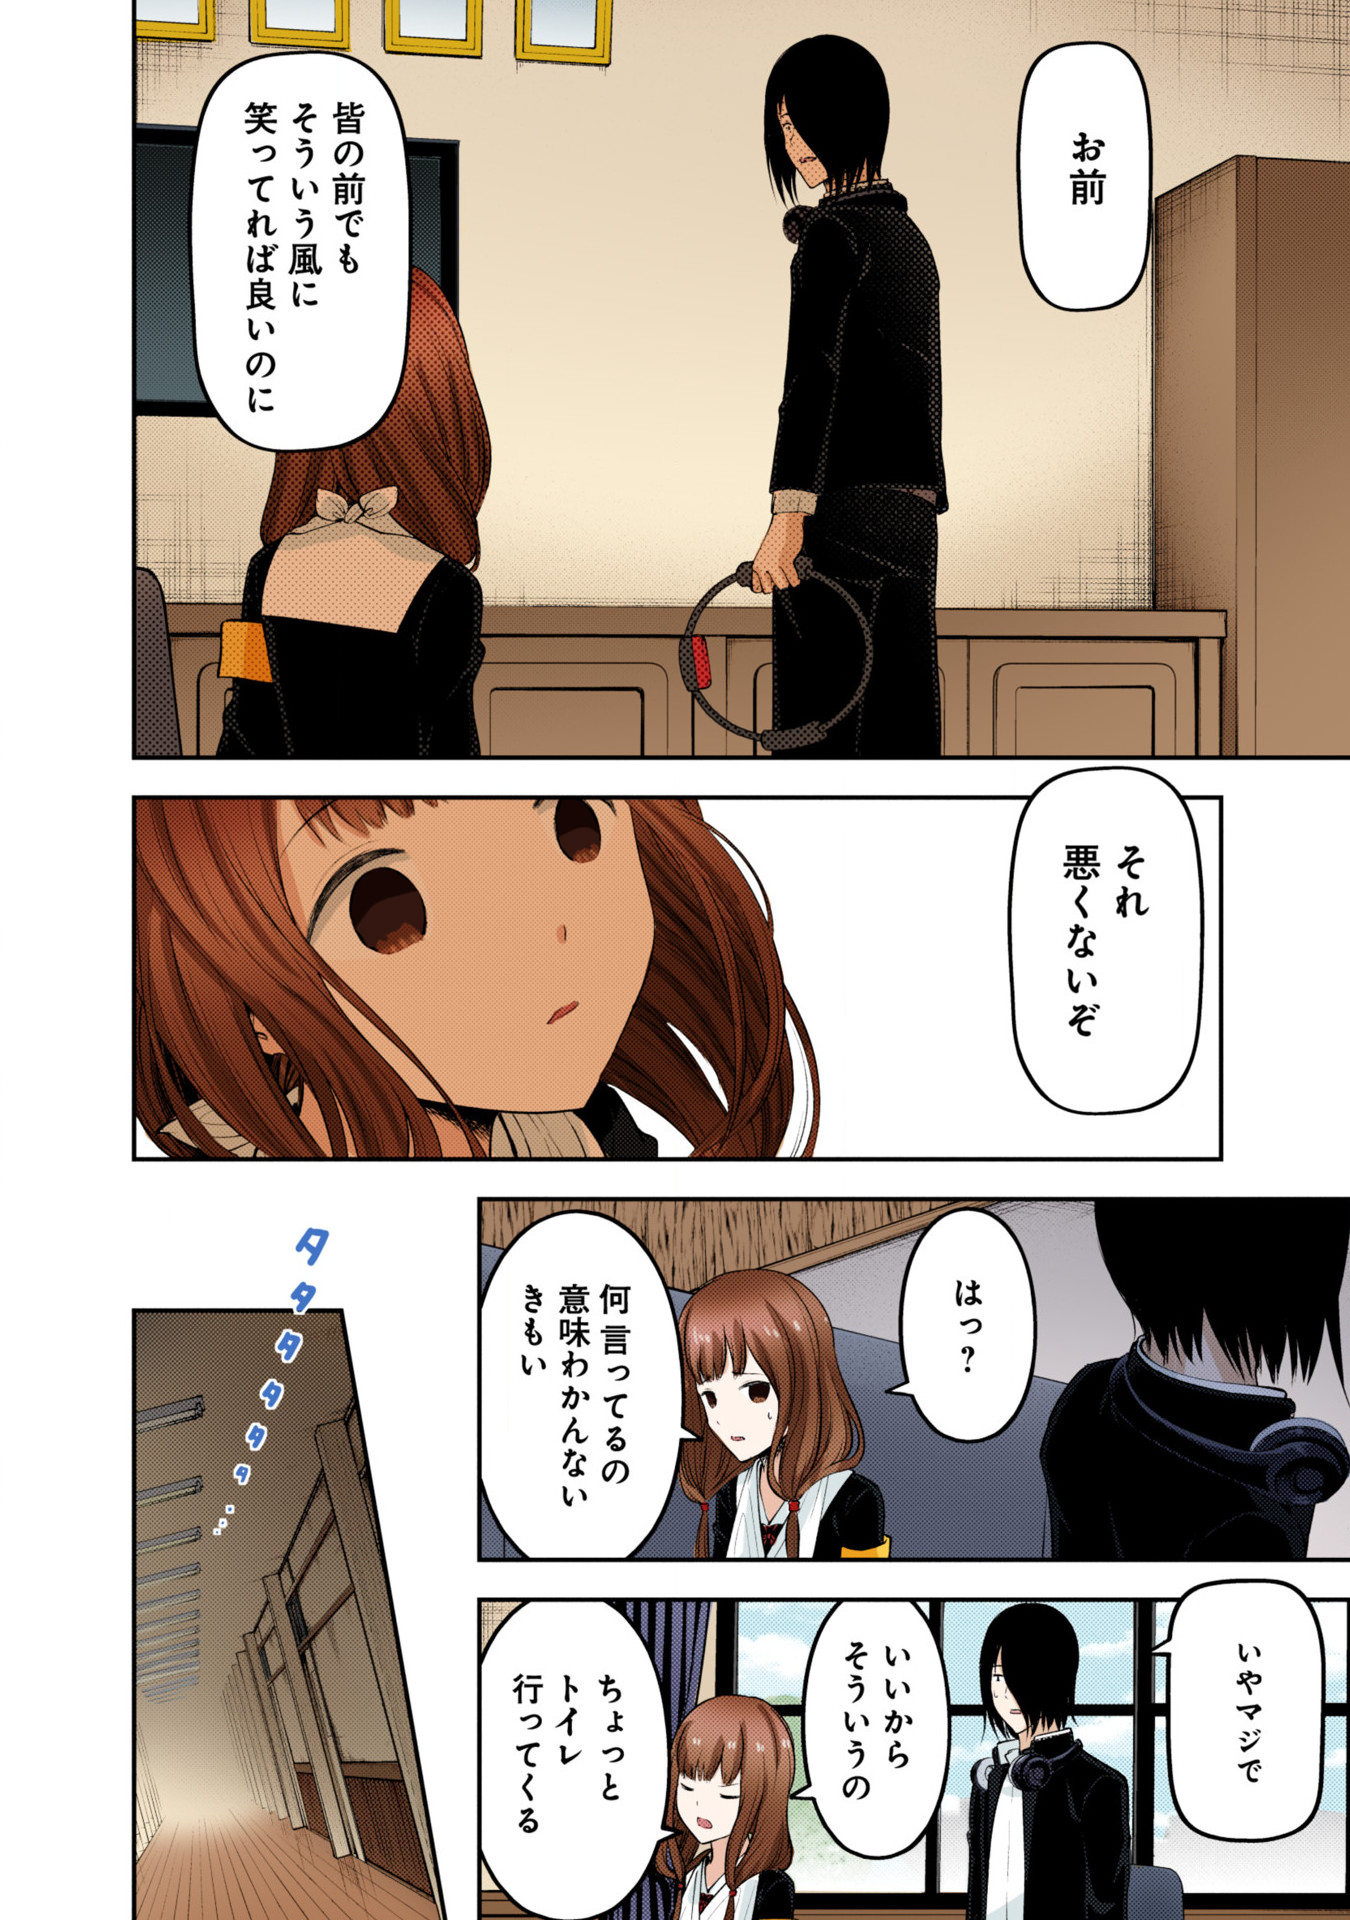 お前
皆の前でも
そういう風に
笑ってれば良いのに
それ
悪くないぞ
はっ?
何言ってるの
意味わかんない
きもい
いやマジで
いいから
そういうの
ちょっと
トイレ
行ってくる
タタタタタタ…